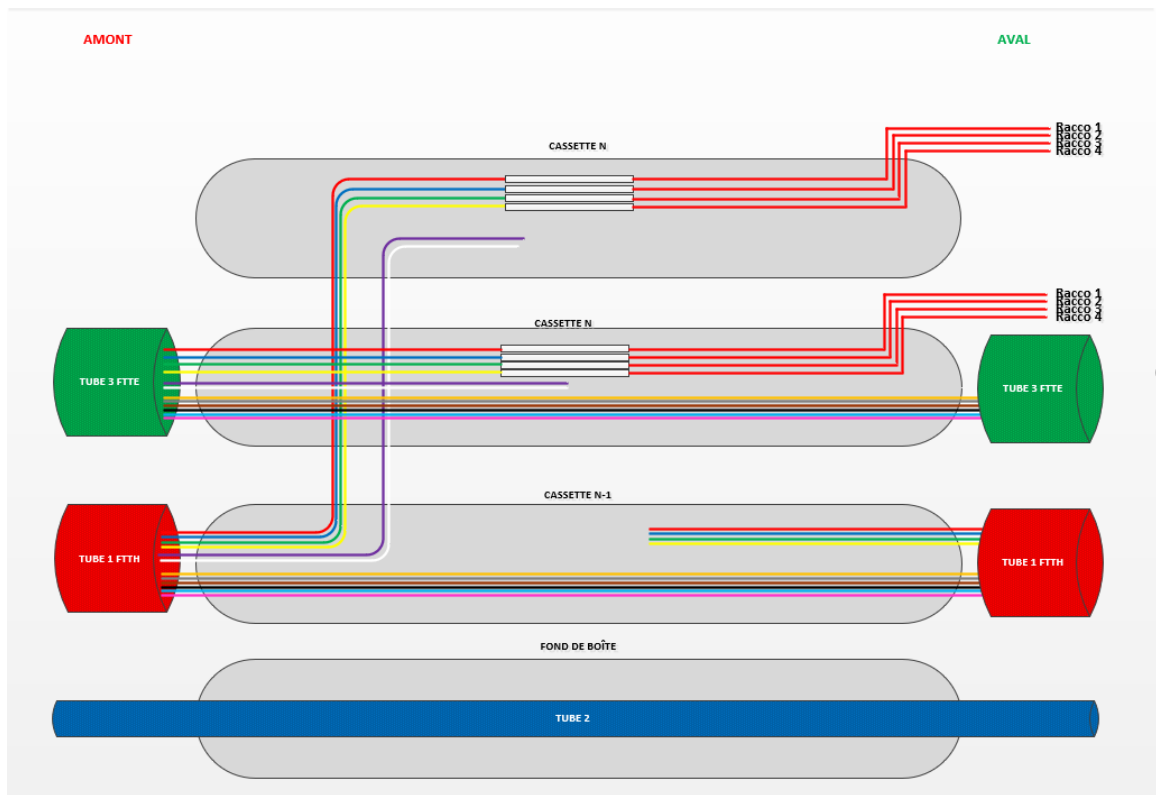 AMONT
AVAL
Racco 1
Racco 2
Racco 3
Racco 4
CASSETTE N
Racco 1
Racco 2
Racco 3
Racco 4
CASSETTE N
TUBE 3 FTTE
TUBE 3 FTTE
CASSETTE N-1
TUBE 1 FTTH
TUBE 1 FTTH
FOND DE BOÎTE
TUBE 2